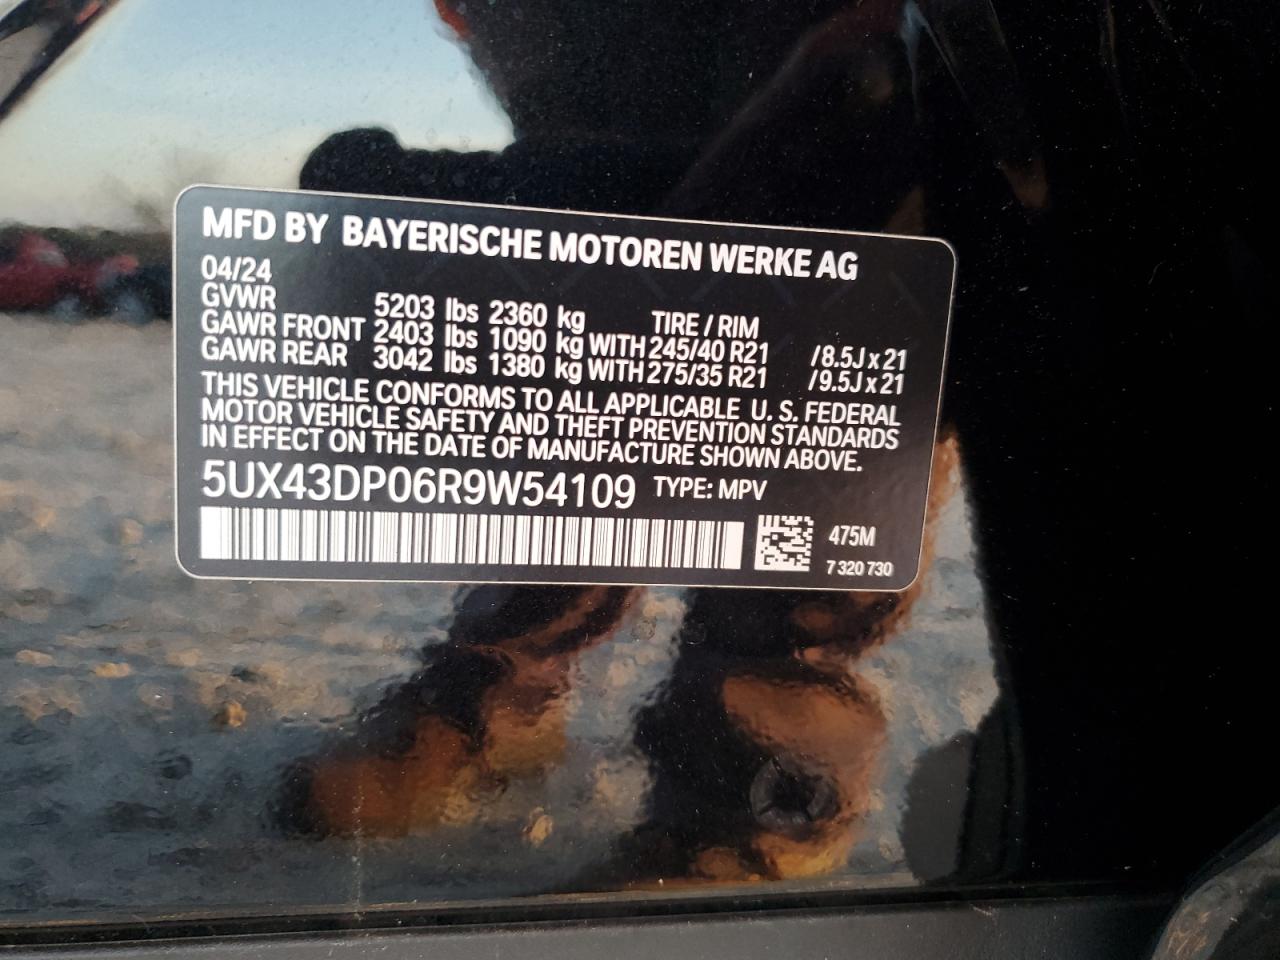 MFD BY BAYERISCHE MOTOREN WERKE AG
04/24
GVWR 5203 lbs 2360 kg TIRE / RIM
GAWR FRONT 2403 lbs 1090 kg WITH 245/40 R21 /8.5J x 21
GAWR REAR 3042 lbs 1380 kg WITH 275/35 R21 /9.5J x 21
THIS VEHICLE CONFORMS TO ALL APPLICABLE U. S. FEDERAL
MOTOR VEHICLE SAFETY AND THEFT PREVENTION STANDARDS
IN EFFECT ON THE DATE OF MANUFACTURE SHOWN ABOVE.
5UX43DP06R9W54109 TYPE: MPV
475M
7 320 730